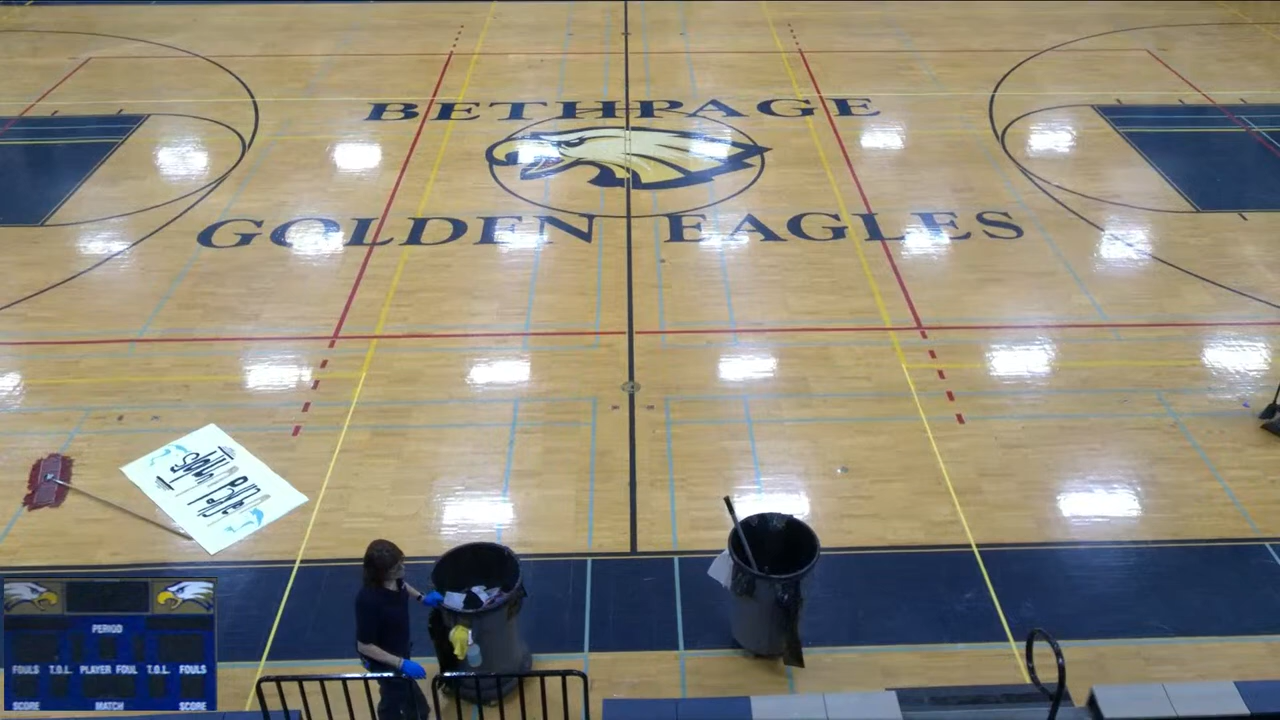 BETHPAGE
GOLDEN EAGLES
PERIOD
FOULS T.O.L. PLAYER FOUL T.O.L. FOULS
SCORE MATCH SCORE